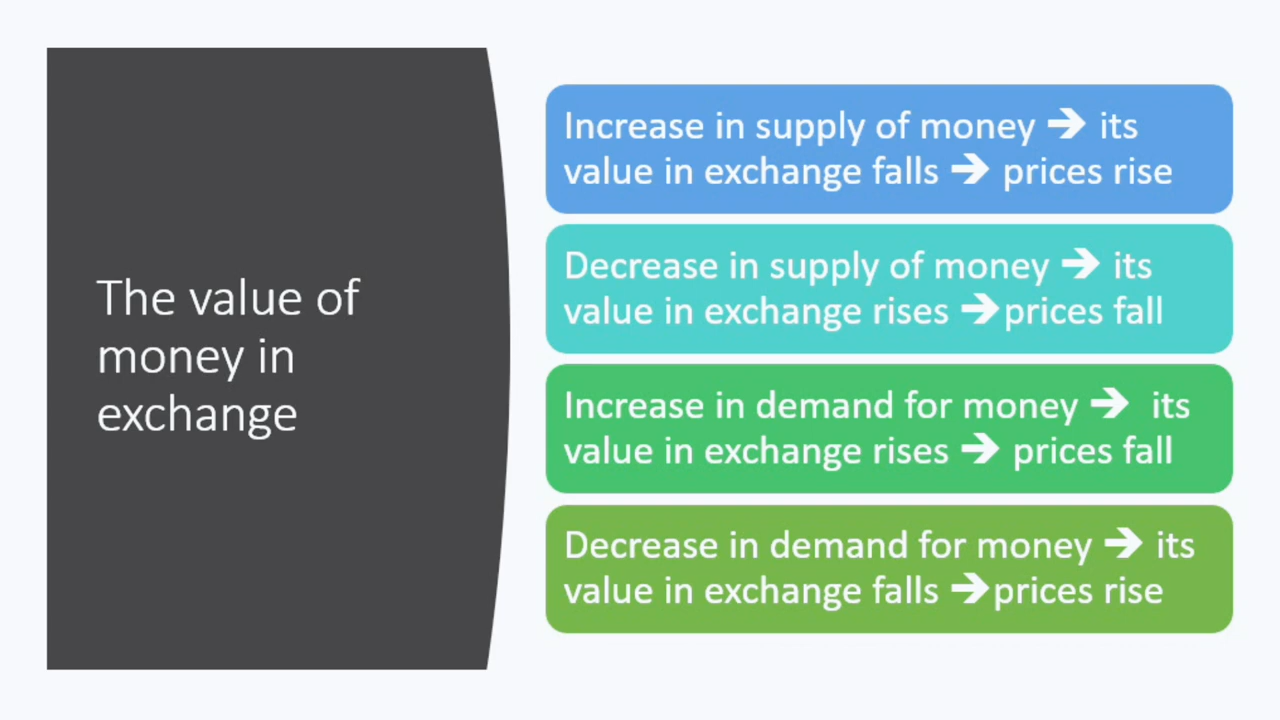 The value of
money in
exchange
Increase in supply of money ➔ its
value in exchange falls ➔ prices rise
Decrease in supply of money ➔ its
value in exchange rises ➔prices fall
Increase in demand for money ➔ its
value in exchange rises ➔ prices fall
Decrease in demand for money ➔ its
value in exchange falls ➔prices rise